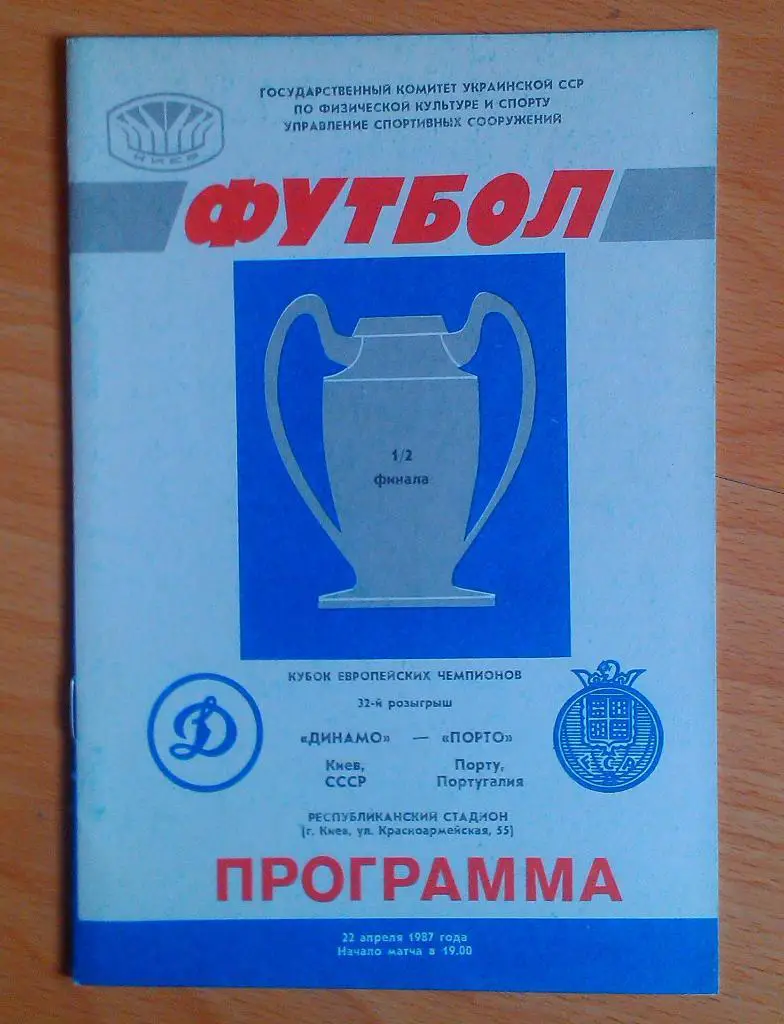 ГОСУДАРСТВЕННЫЙ КОМИТЕТ УКРАИНСКОЙ ССР
ПО ФИЗИЧЕСКОЙ КУЛЬТУРЕ И СПОРТУ
УПРАВЛЕНИЕ СПОРТИВНЫХ СООРУЖЕНИЙ
КИЕВ
ФУТБОЛ
1/2
финала
КУБОК ЕВРОПЕЙСКИХ ЧЕМПИОНОВ
32-й розыгрыш
«ДИНАМО» — «ПОРТО»
Киев, Порту,
СССР Португалия
Д
РЕСПУБЛИКАНСКИЙ СТАДИОН
(г. Киев, ул. Красноармейская, 55)
ПРОГРАММА
22 апреля 1987 года
Начало матча в 19.00